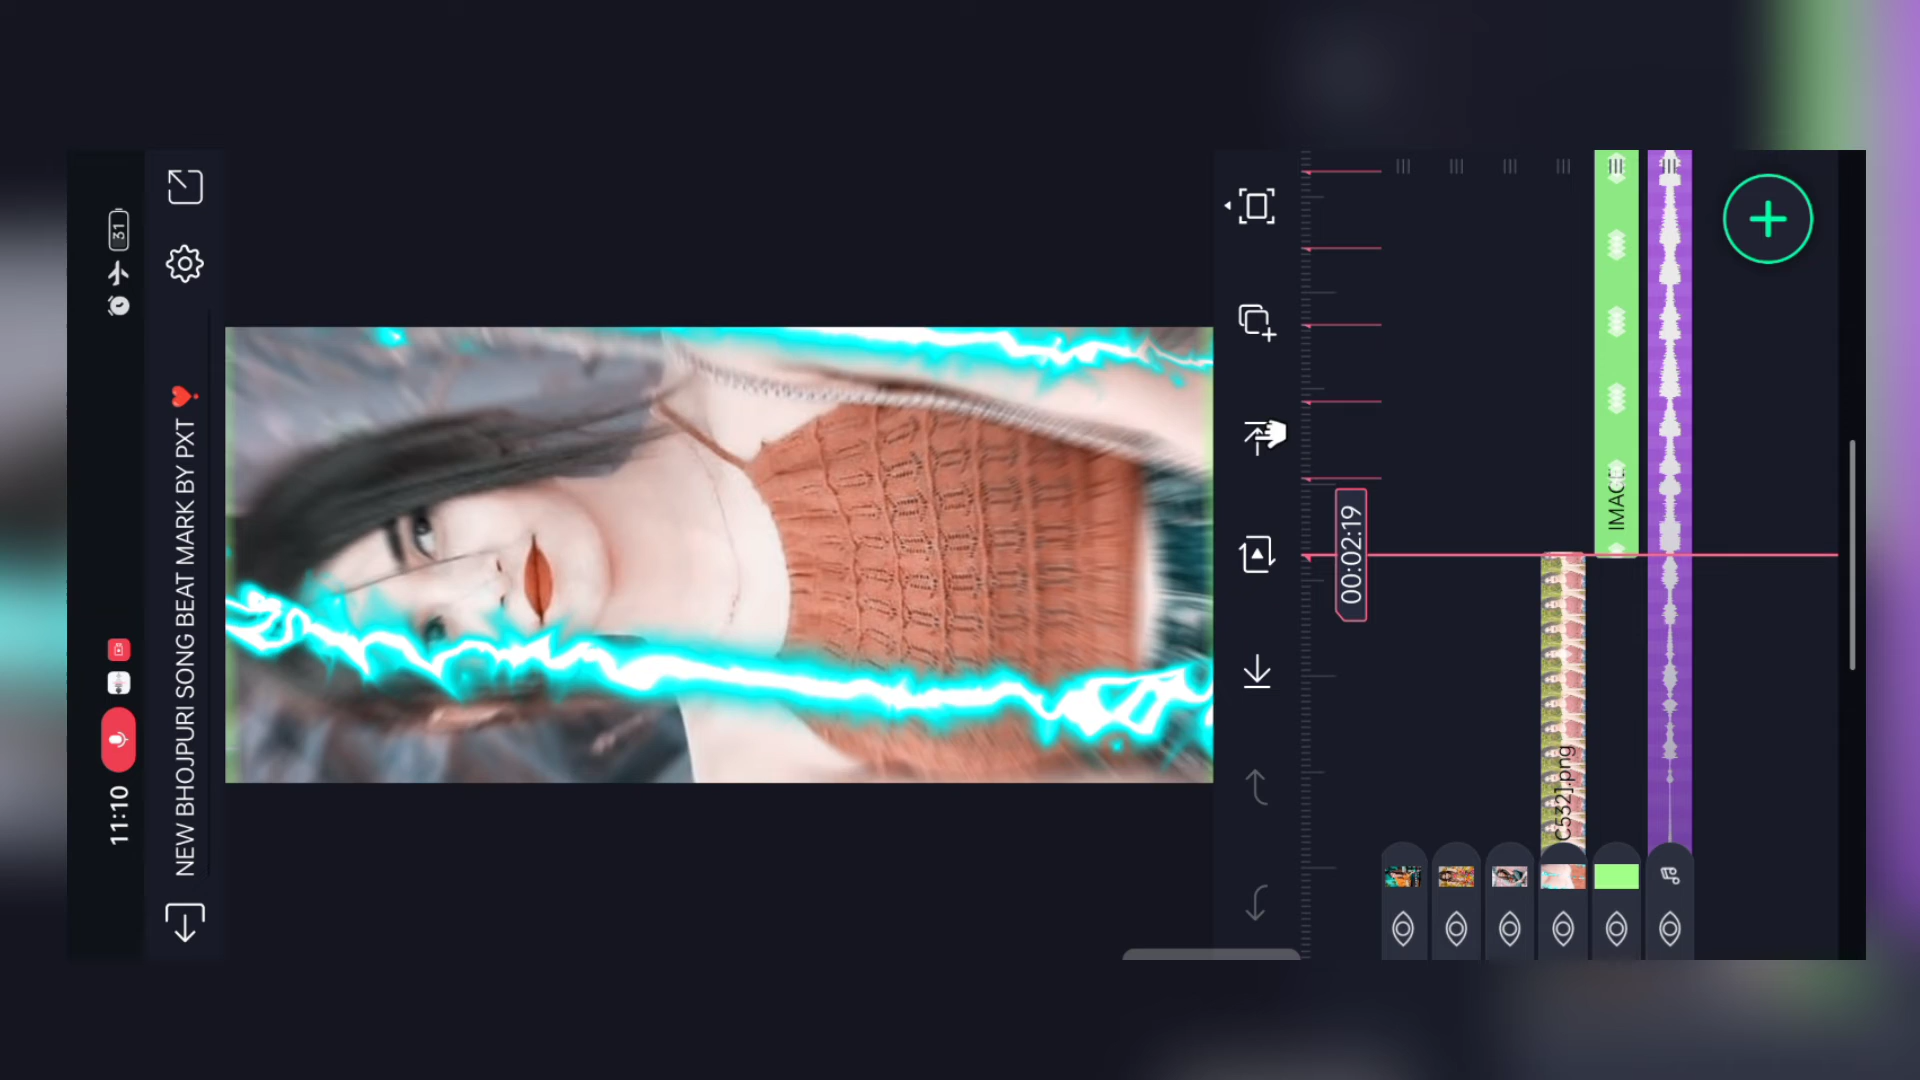 11:10
31
NEW BHOJPURI SONG BEAT MARK BY PXT
00:02:19
C532].png
IMAGE